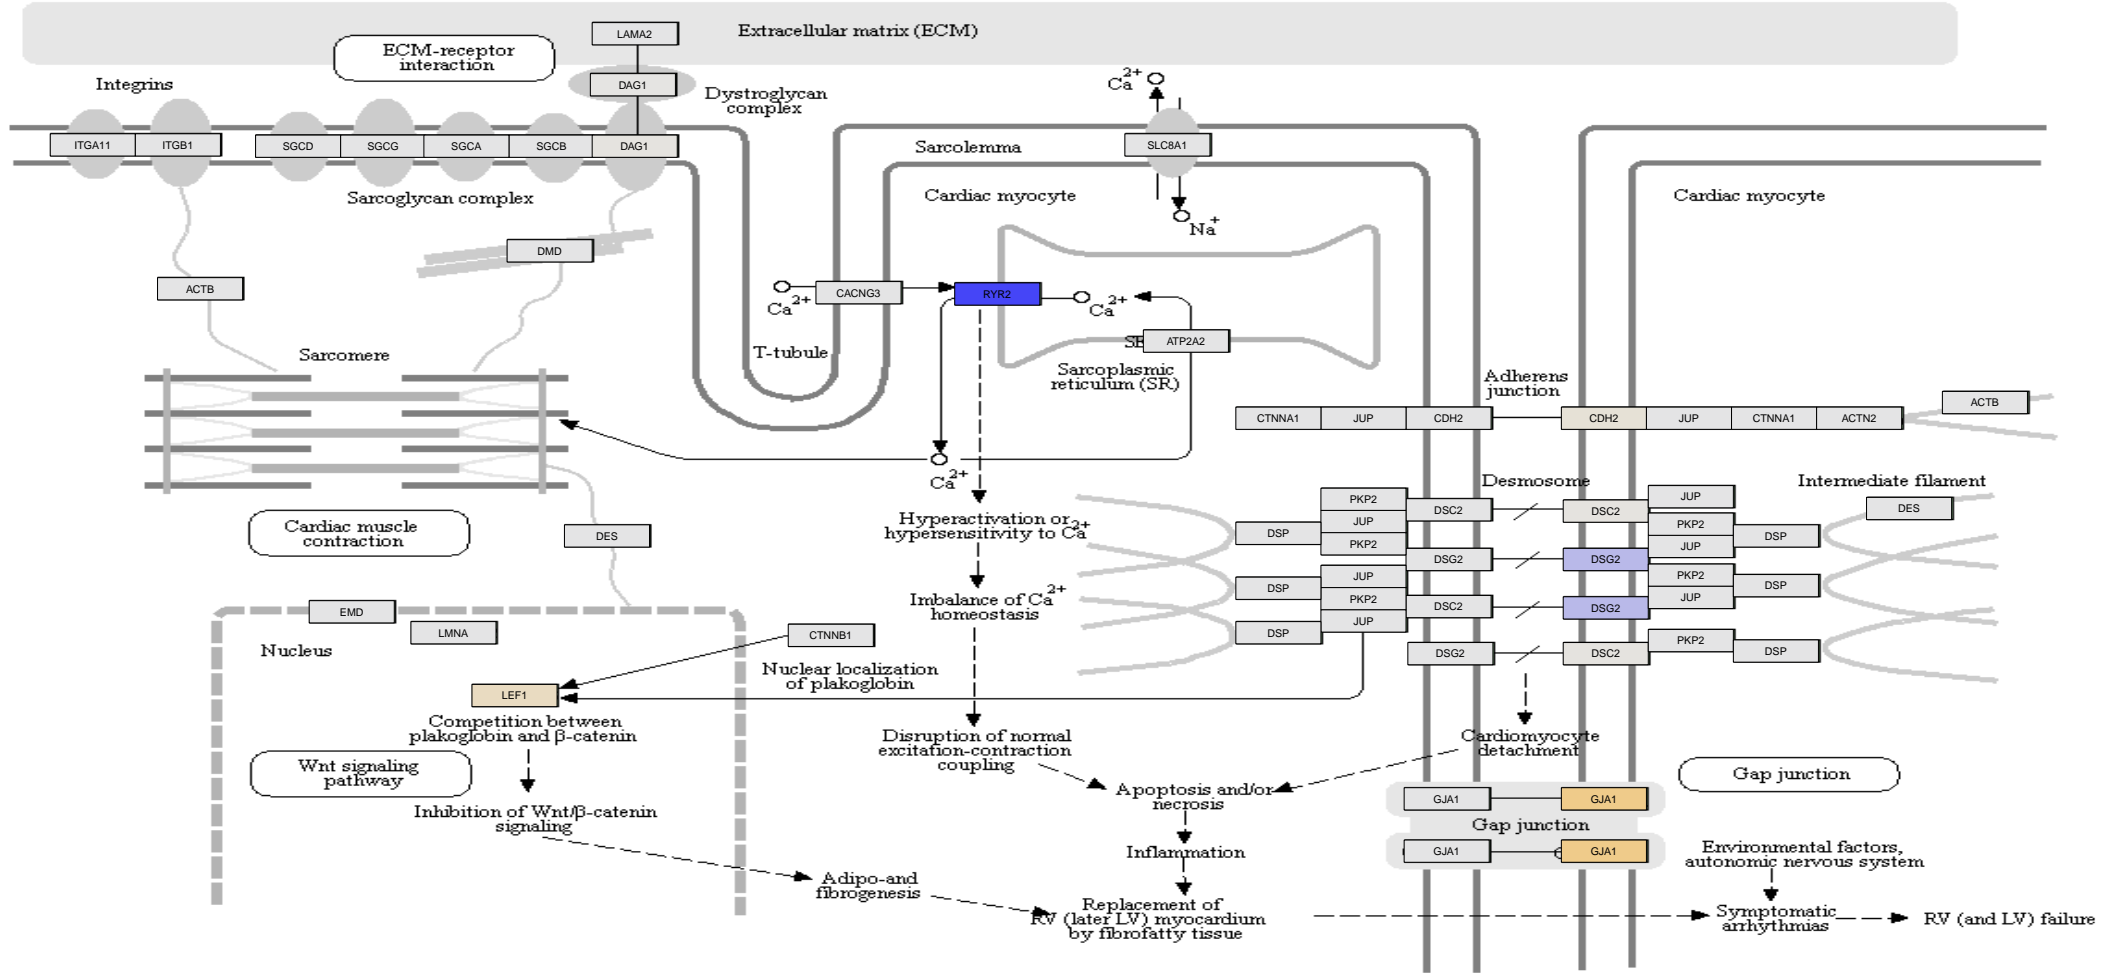 LAMA2
Extracellular matrix (ECM)
ECM-receptor
interaction
Integrins
DAG1
Dystroglycan
complex
Ca2+
ITGA11
ITGB1
SGCD
SGCG
SGCA
SGCB
DAG1
Sarcolemma
SLC8A1
Sarcoglycan complex
Cardiac myocyte
Cardiac myocyte
Na+
DMD
ACTB
Ca2+
CACNG3
RYR2
Ca2+
Sarcomere
T-tubule
ATP2A2
Sarcoplasmic
reticulum (SR)
Adherens
junction
CTNNA1
JUP
CDH2
CDH2
JUP
CTNNA1
ACTN2
ACTB
Ca2+
Desmosome
Intermediate filament
Cardiac muscle
contraction
DES
Hyperactivation or
hypersensitivity to Ca2+
DSP
PKP2
JUP
PKP2
DSC2
DSC2
JUP
PKP2
JUP
DSP
DES
DSG2
DSG2
DSP
JUP
PKP2
JUP
DSC2
DSG2
PKP2
JUP
DSP
DSP
DSG2
DSC2
PKP2
DSP
Imbalance of Ca2+
homeostasis
EMD
LMNA
Nucleus
CTNNB1
Nuclear localization
of plakoglobin
LEF1
Competition between
plakoglobin and β-catenin
Wnt signaling
pathway
Inhibition of Wnt/β-catenin
signaling
Disruption of normal
excitation-contraction
coupling
Cardiomyocyte
detachment
Apoptosis and/or
necrosis
Gap junction
GJA1
GJA1
Gap junction
GJA1
GJA1
Inflammation
Environmental factors,
autonomic nervous system
Adipo-and
fibrogenesis
Replacement of
RV (later LV) myocardium
by fibrofatty tissue
Symptomatic
arrhythmias
RV (and LV) failure